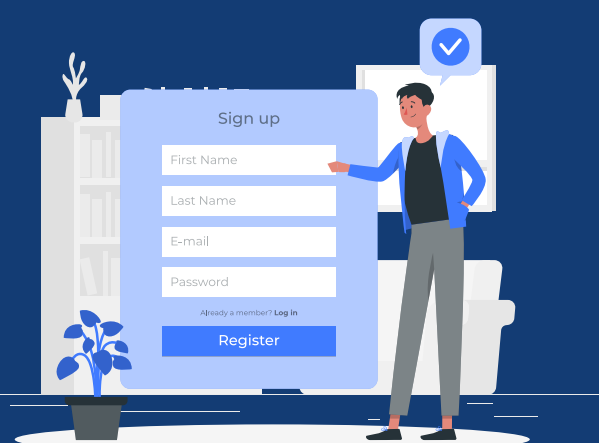 Sign up
First Name
Last Name
E-mail
Password
Already a member? Log in
Register